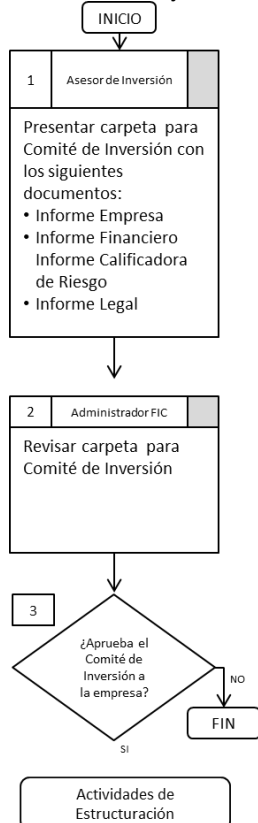 INICIO
1 Asesor de Inversión
Presentar carpeta para
Comité de Inversión con
los siguientes
documentos:
• Informe Empresa
• Informe Financiero
Informe Calificadora
de Riesgo
• Informe Legal
2 Administrador FIC
Revisar carpeta para
Comité de Inversión
3
¿Aprueba el
Comité de
Inversión a
la empresa?
NO
FIN
SI
Actividades de
Estructuración